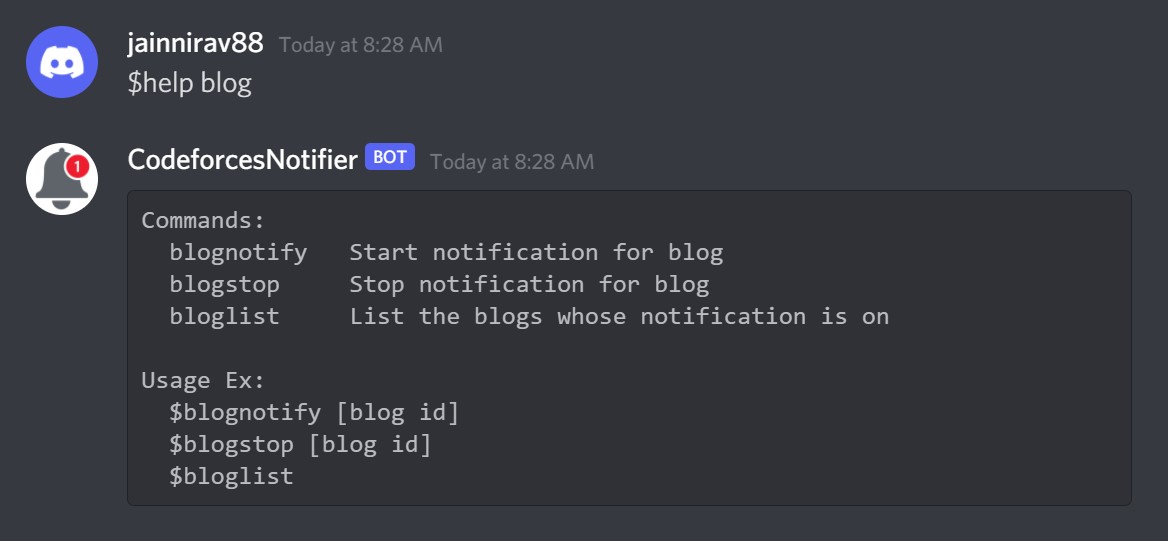 jainnirav88 Today at 8:28 AM
$help blog
1
CodeforcesNotifier BOT Today at 8:28 AM
Commands:
  blognotify   Start notification for blog
  blogstop     Stop notification for blog
  bloglist     List the blogs whose notification is on
Usage Ex:
  $blognotify [blog id]
  $blogstop [blog id]
  $bloglist